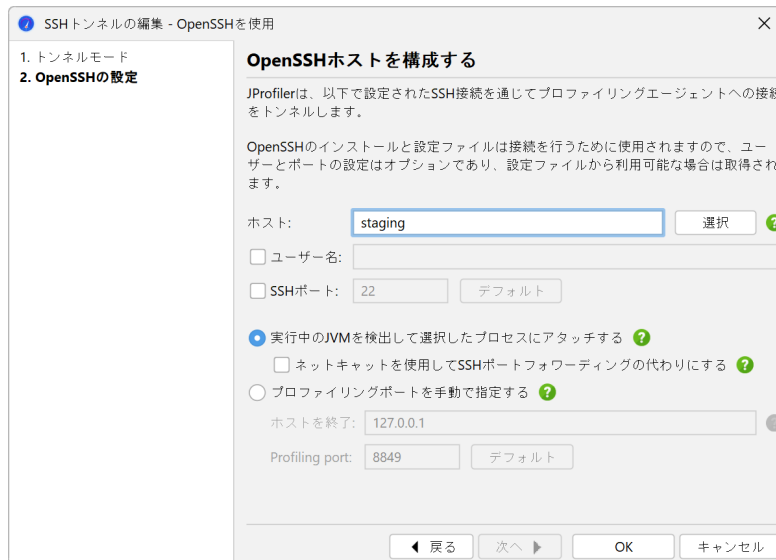 SSHトンネルの編集 - OpenSSHを使用
1. トンネルモード
2. OpenSSHの設定
OpenSSHホストを構成する
JProfilerは、以下で設定されたSSH接続を通じてプロファイリングエージェントへの接続
をトンネルします。
OpenSSHのインストールと設定ファイルは接続を行うために使用されますので、ユー
ザーとポートの設定はオプションであり、設定ファイルから利用可能な場合は取得され
ます。
ホスト: staging 選択 ?
ユーザー名:
SSHポート: 22 デフォルト
実行中のJVMを検出して選択したプロセスにアタッチする ?
ネットキャットを使用してSSHポートフォワーディングの代わりにする ?
プロファイリングポートを手動で指定する ?
ホストを終了: 127.0.0.1
Profiling port: 8849 デフォルト
戻る 次へ OK キャンセル